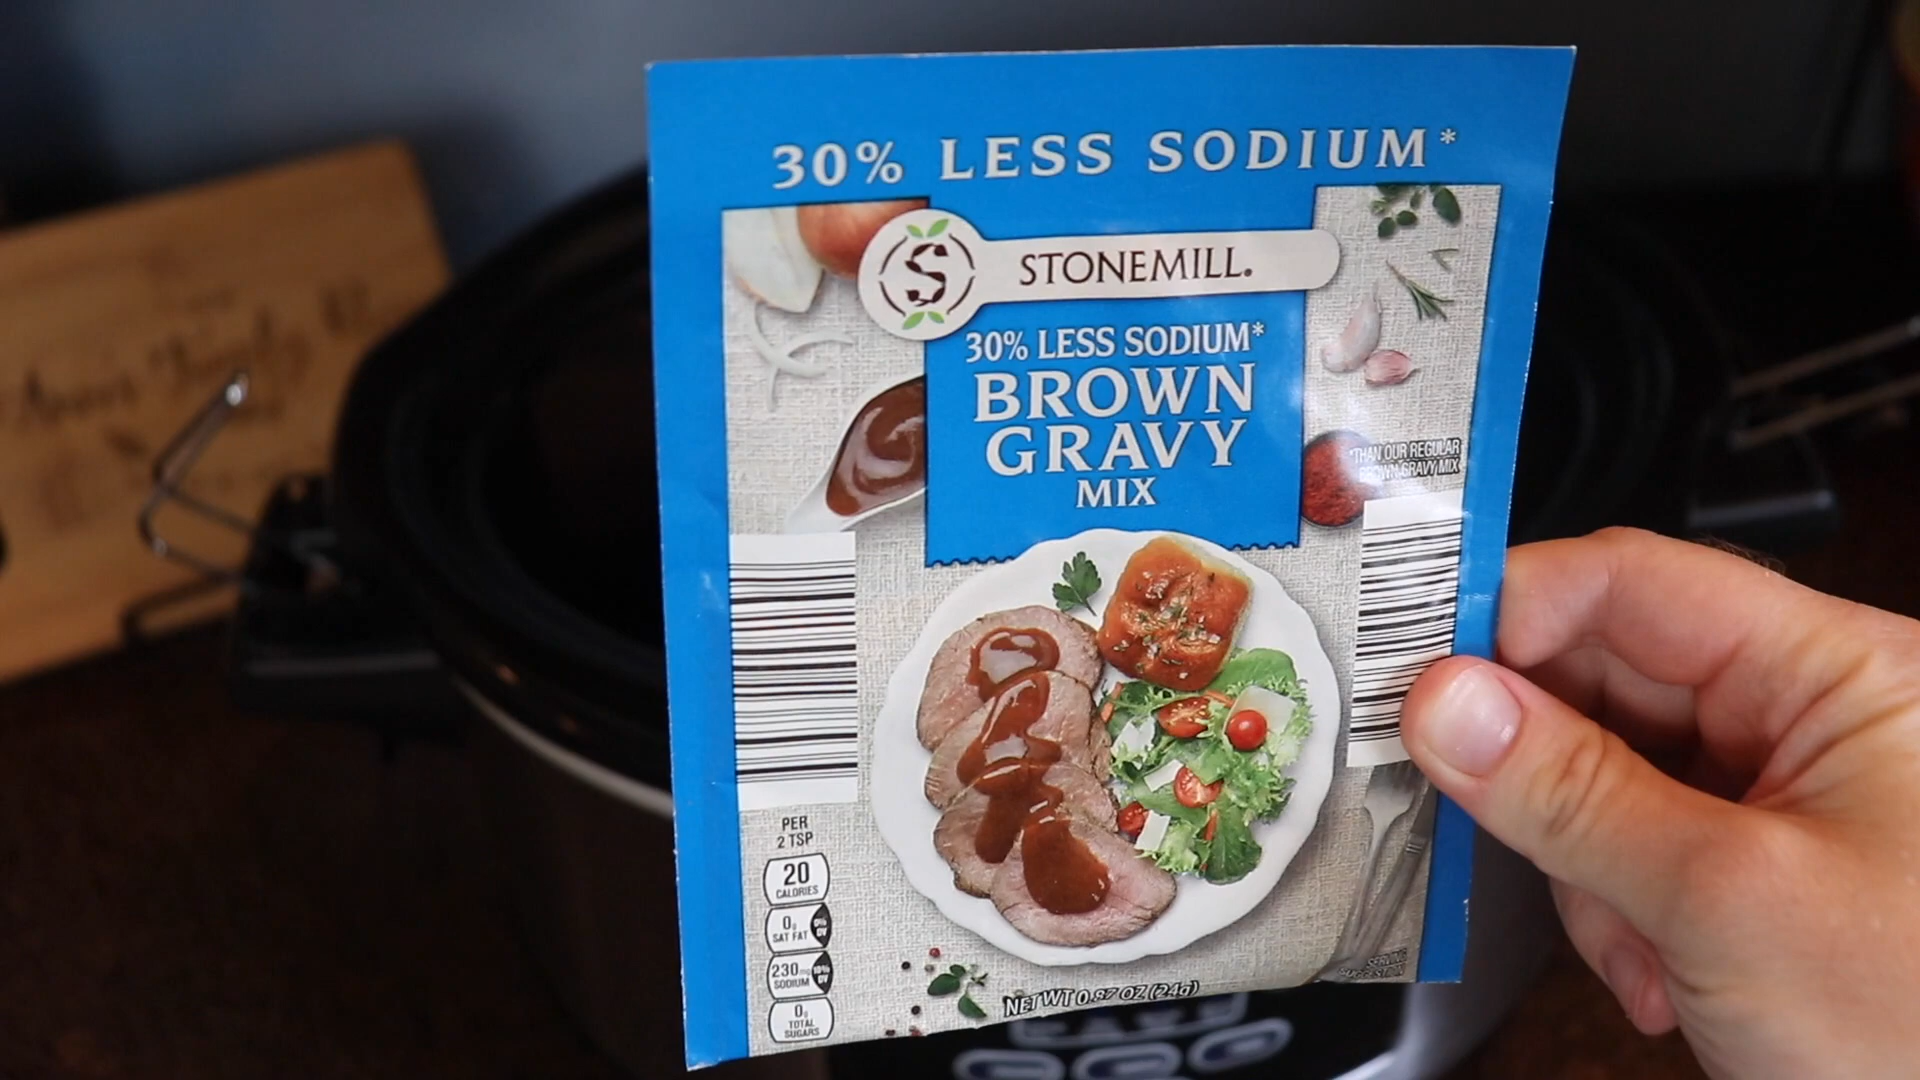 30% LESS SODIUM*
S STONEMILL®
30% LESS SODIUM*
BROWN
GRAVY
MIX
*THAN OUR REGULAR
BROWN GRAVY MIX
PER
2 TSP
20
CALORIES
0g
SAT FAT
0%
DV
230mg
SODIUM
10%
DV
0g
TOTAL
SUGARS
SERVING
SUGGESTION
NET WT 0.87 OZ (24g)